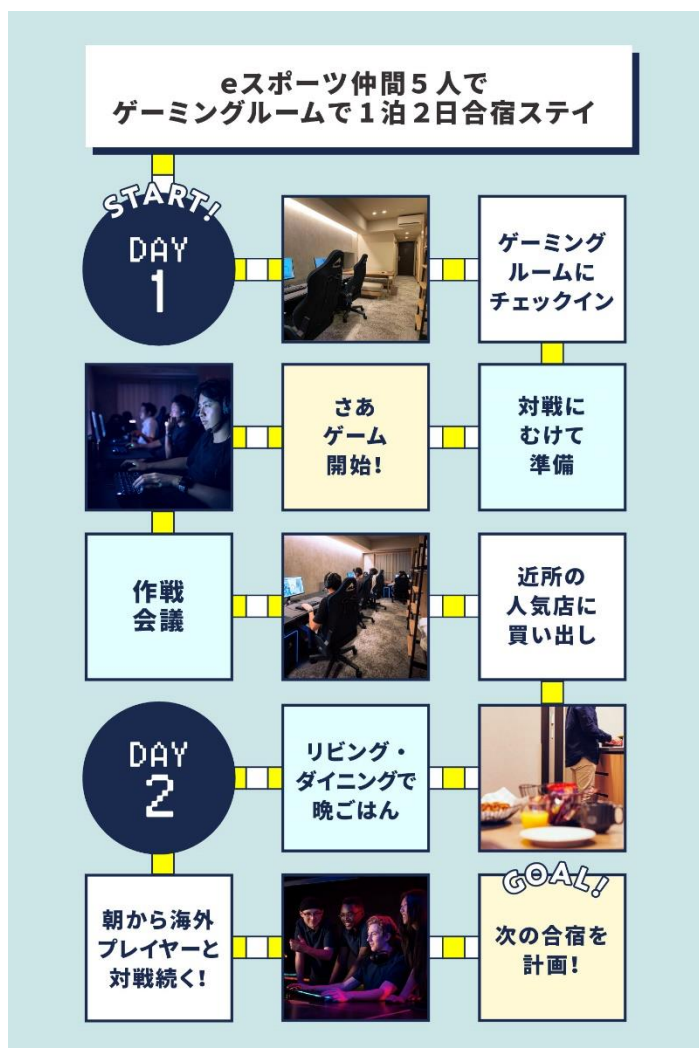 eスポーツ仲間5人で
ゲーミングルームで1泊2日合宿ステイ
START!
DAY
1
ゲーミング
ルームに
チェックイン
対戦に
むけて
準備
さあ
ゲーム
開始!
作戦
会議
近所の
人気店に
買い出し
リビング・
ダイニングで
晩ごはん
DAY
2
朝から海外
プレイヤーと
対戦続く!
GOAL!
次の合宿を
計画!